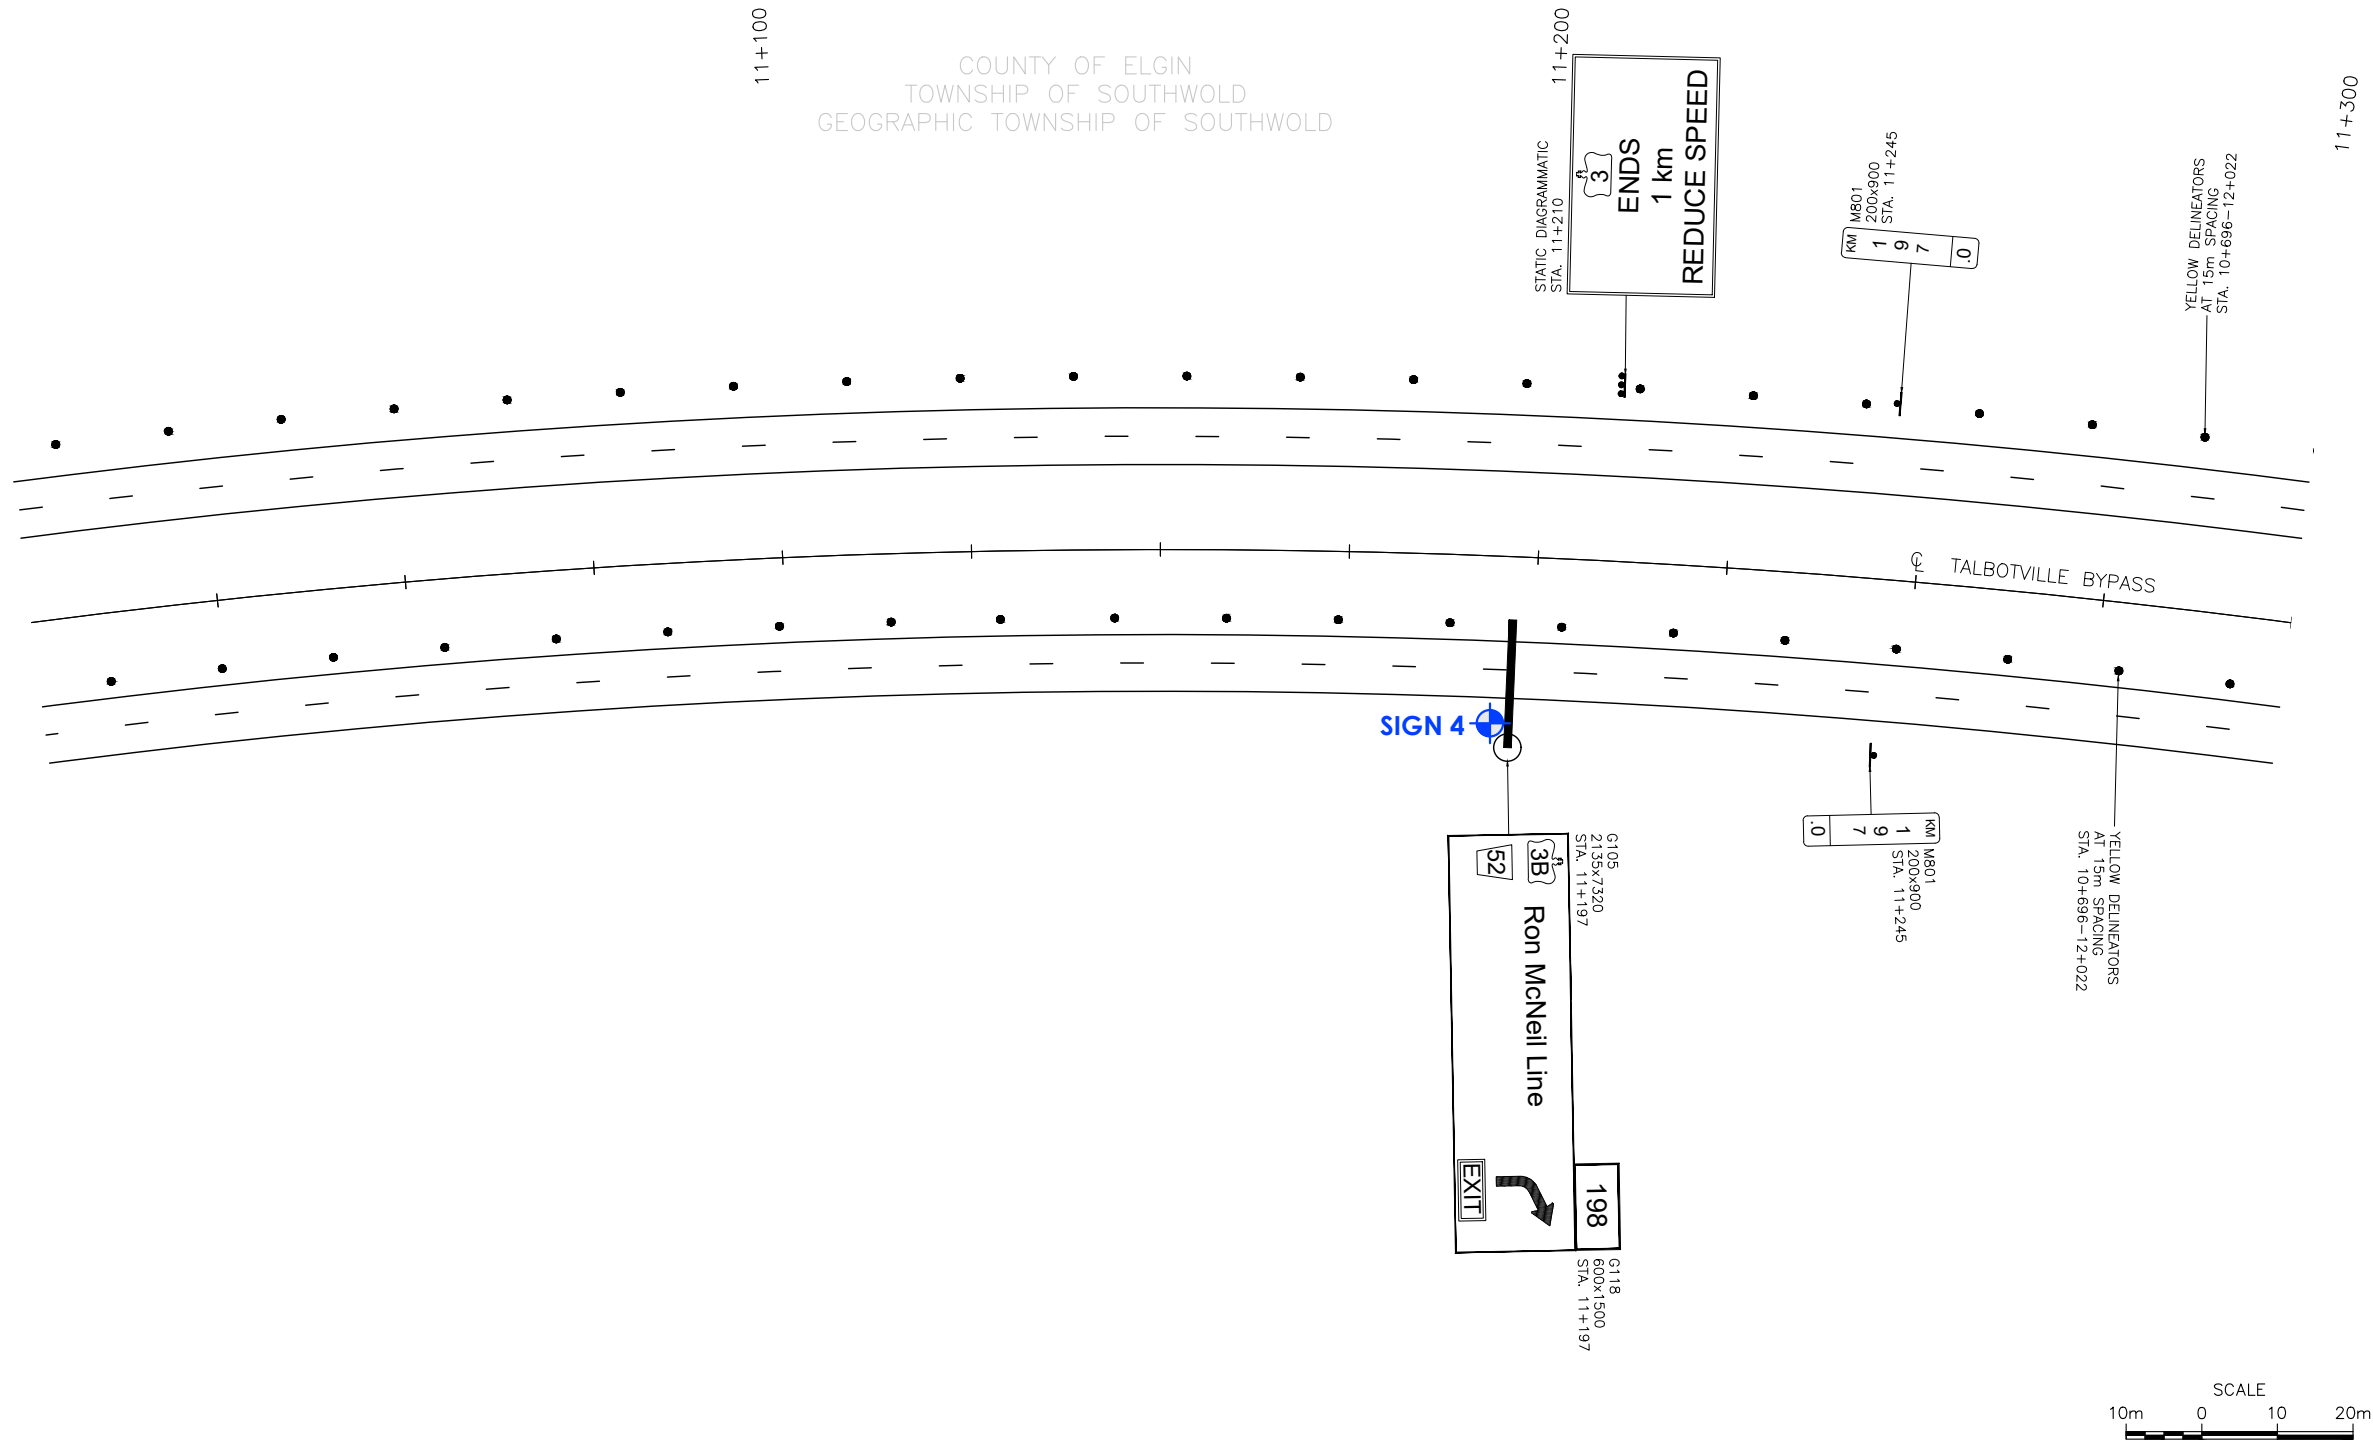 11+100
11+200
11+300
COUNTY OF ELGIN
TOWNSHIP OF SOUTHWOLD
GEOGRAPHIC TOWNSHIP OF SOUTHWOLD
STATIC DIAGRAMMATIC
STA. 11+210
3
ENDS
1 km
REDUCE SPEED
M801
200x900
STA. 11+245
KM 1 9 7 .0
YELLOW DELINEATORS
AT 15m SPACING
STA. 10+696-12+022
℄ TALBOTVILLE BYPASS
SIGN 4
G105
2135x7320
STA. 11+197
3B
52
Ron McNeil Line
EXIT
198
G118
600x1500
STA. 11+197
KM 1 9 7 .0
M801
200x900
STA. 11+245
YELLOW DELINEATORS
AT 15m SPACING
STA. 10+696-12+022
SCALE
10m 0 10 20m